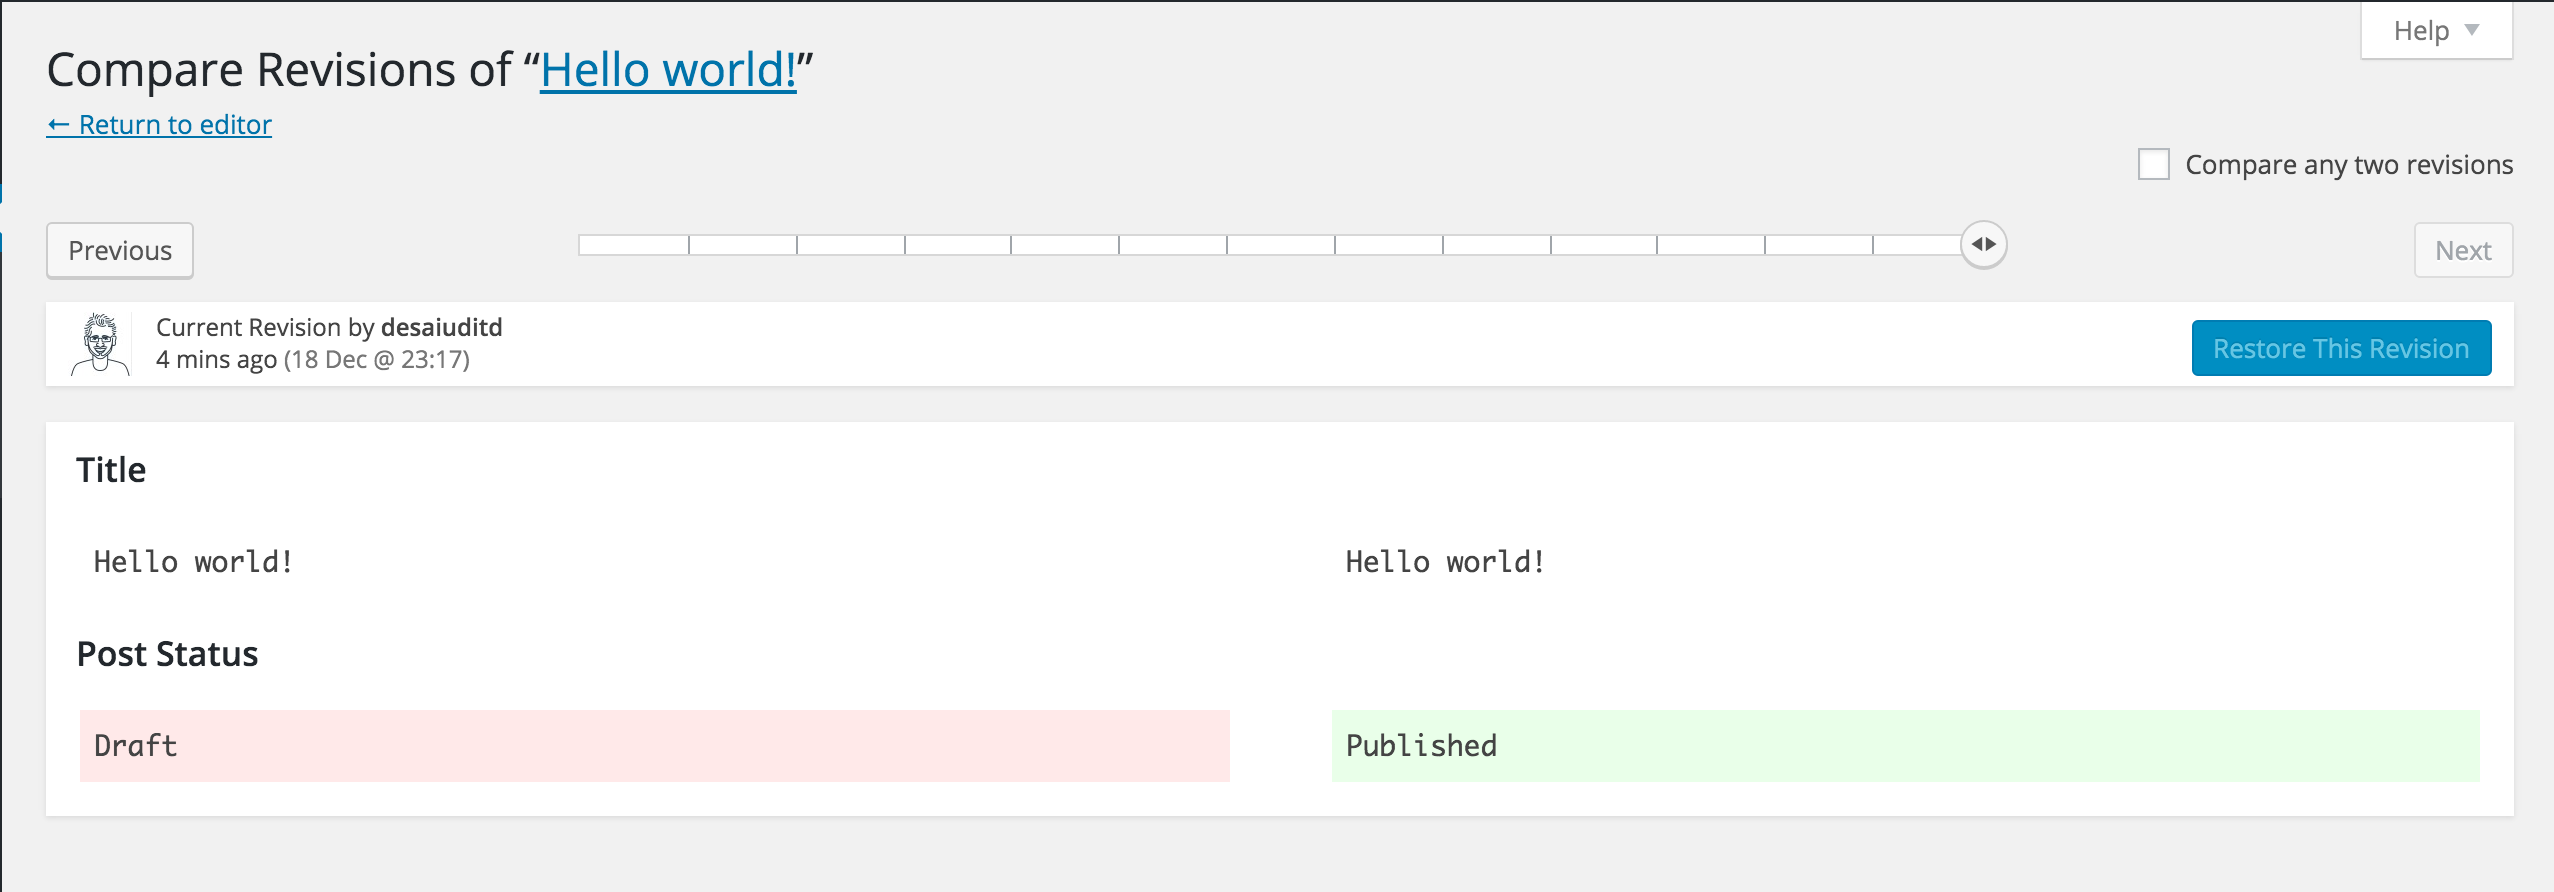 Help
Compare Revisions of “Hello world!”
← Return to editor
Compare any two revisions
Previous
Next
Current Revision by desaiuditd
4 mins ago (18 Dec @ 23:17)
Restore This Revision
Title
Hello world! Hello world!
Post Status
Draft Published